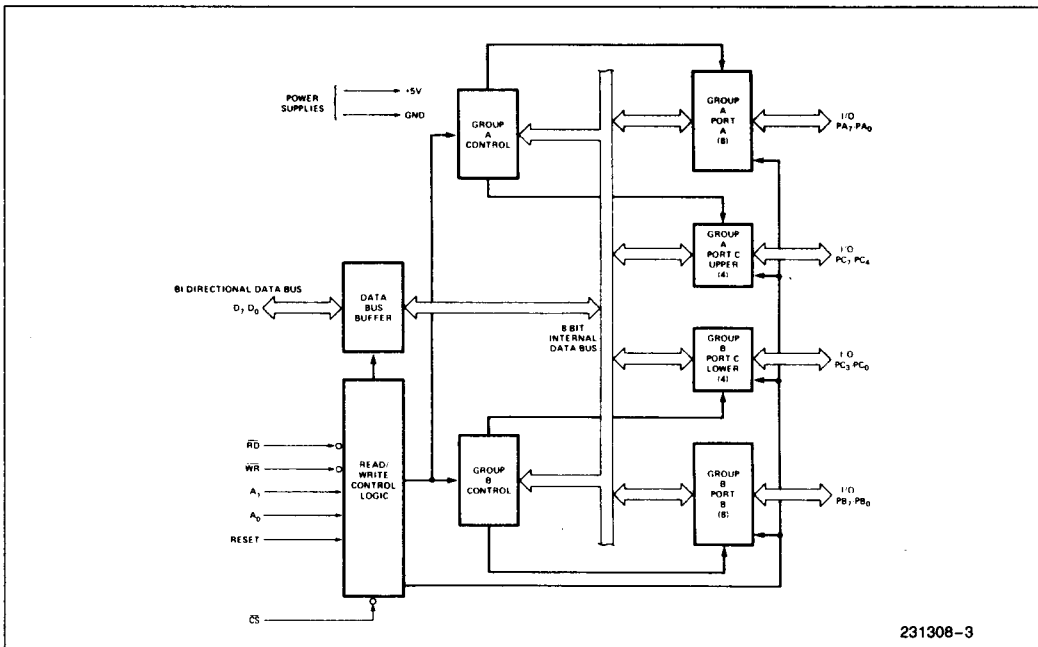 POWER
SUPPLIES
+5V
GND
GROUP
A
CONTROL
GROUP
A
PORT
A
(8)
I/O
PA7-PA0
GROUP
A
PORT C
UPPER
(4)
I/O
PC7-PC4
BI DIRECTIONAL DATA BUS
D7-D0
DATA
BUS
BUFFER
8 BIT
INTERNAL
DATA BUS
GROUP
B
PORT C
LOWER
(4)
I/O
PC3-PC0
RD
WR
A1
A0
RESET
CS
READ/
WRITE
CONTROL
LOGIC
GROUP
B
CONTROL
GROUP
B
PORT
B
(8)
I/O
PB7-PB0
231308-3